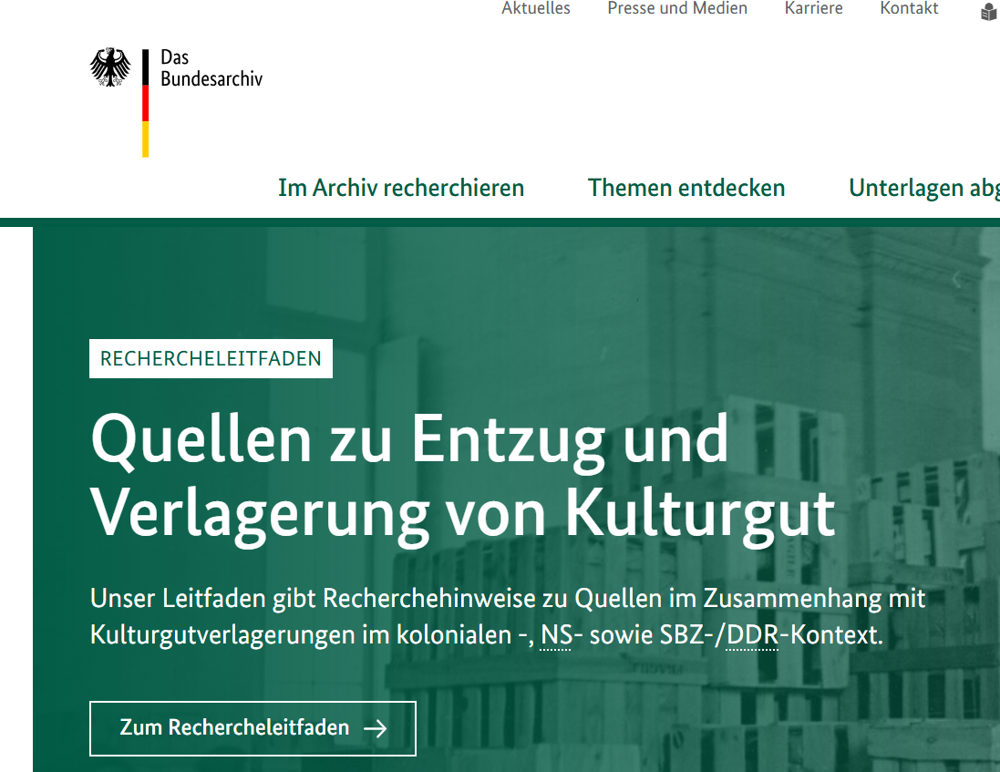 Aktuelles Presse und Medien Karriere Kontakt
Das
Bundesarchiv
Im Archiv recherchieren Themen entdecken Unterlagen abg
RECHERCHELEITFADEN
Quellen zu Entzug und
Verlagerung von Kulturgut
Unser Leitfaden gibt Recherchehinweise zu Quellen im Zusammenhang mit
Kulturgutverlagerungen im kolonialen -, NS- sowie SBZ-/DDR-Kontext.
Zum Rechercheleitfaden